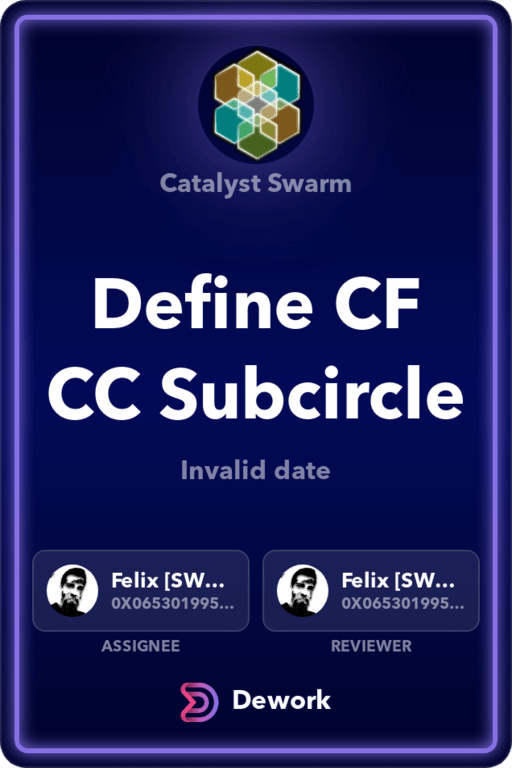 Catalyst Swarm
Define CF
CC Subcircle
Invalid date
Felix [SW... Felix [SW...
0X065301995... 0X065301995...
ASSIGNEE REVIEWER
Dework